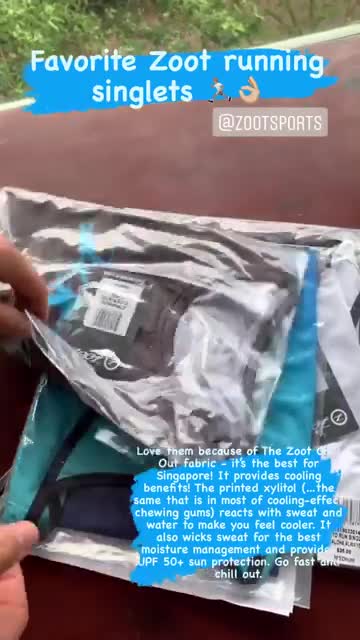 Favorite Zoot running
singlets 🏃🏻👌🏼
@ZOOTSPORTS
Love them because of The Zoot
Out fabric - it's the best for
Singapore! It provides cooling
benefits! The printed xylitol (...the
same that is in most of cooling-effect
chewing gums) reacts with sweat and
water to make you feel cooler. It
also wicks sweat for the best
moisture management and provides
UPF 50+ sun protection. Go fast and
chill out.